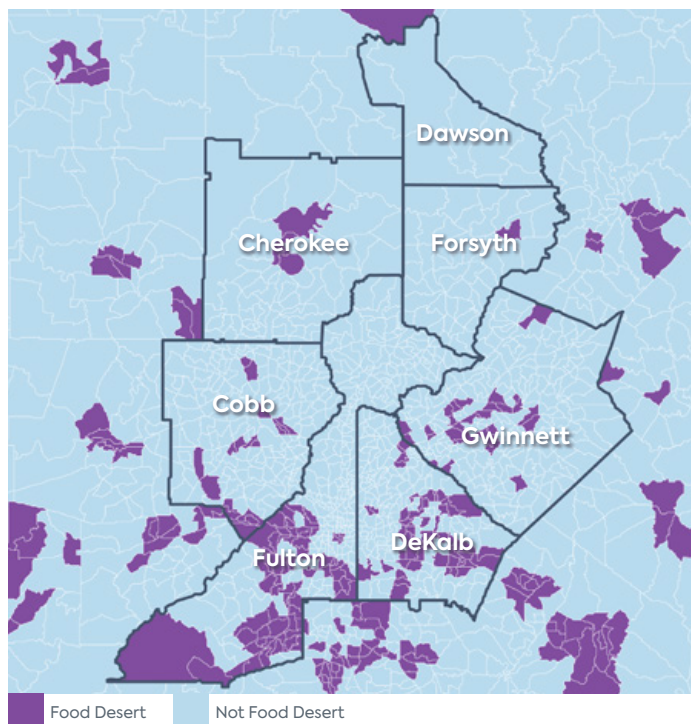 Dawson
Cherokee
Forsyth
Cobb
Gwinnett
Fulton
DeKalb
Food Desert
Not Food Desert